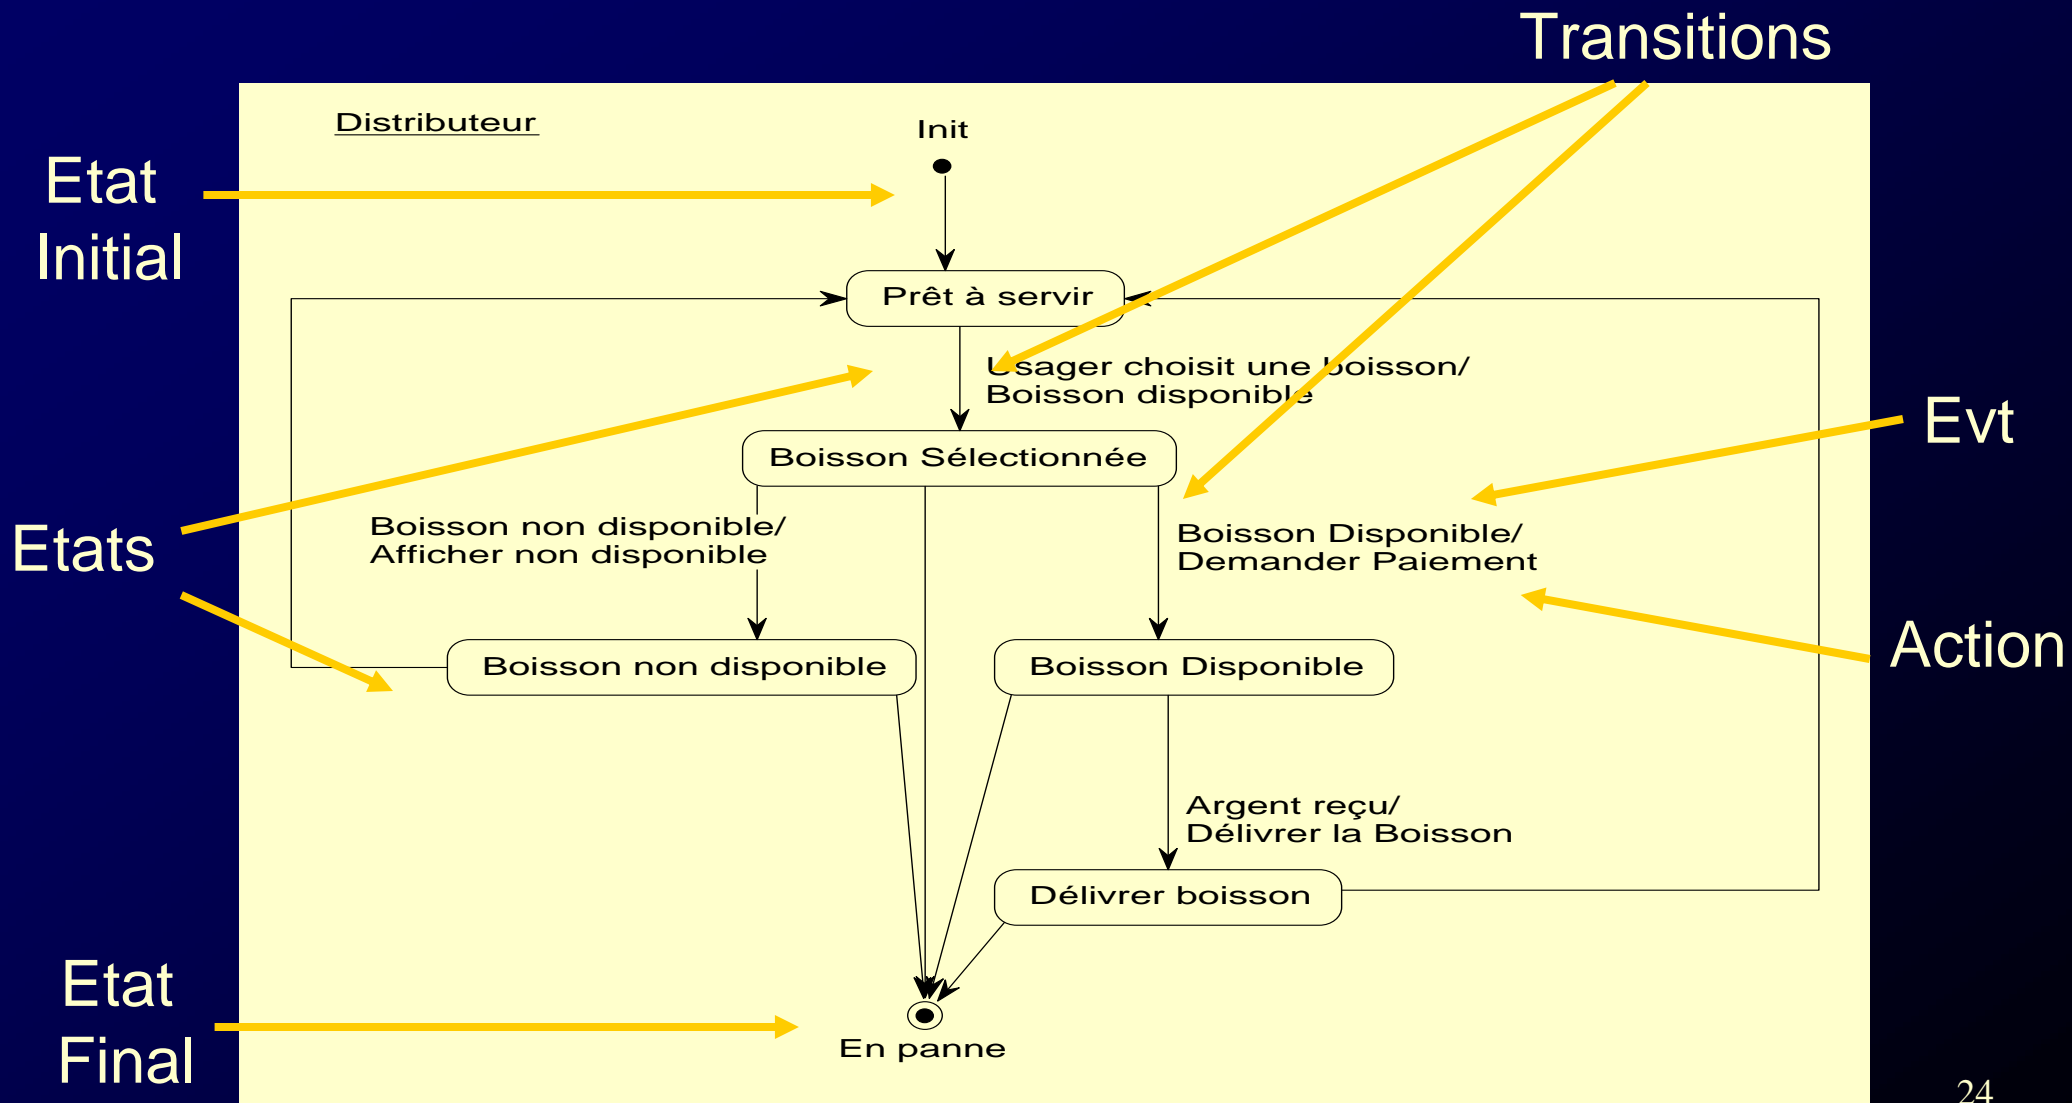 Transitions
Distributeur
Init
Etat
Initial
Prêt à servir
Usager choisit une boisson/
Boisson disponible
Evt
Boisson Sélectionnée
Etats
Boisson non disponible/
Afficher non disponible
Boisson Disponible/
Demander Paiement
Action
Boisson non disponible
Boisson Disponible
Argent reçu/
Délivrer la Boisson
Délivrer boisson
Etat
Final
En panne
24